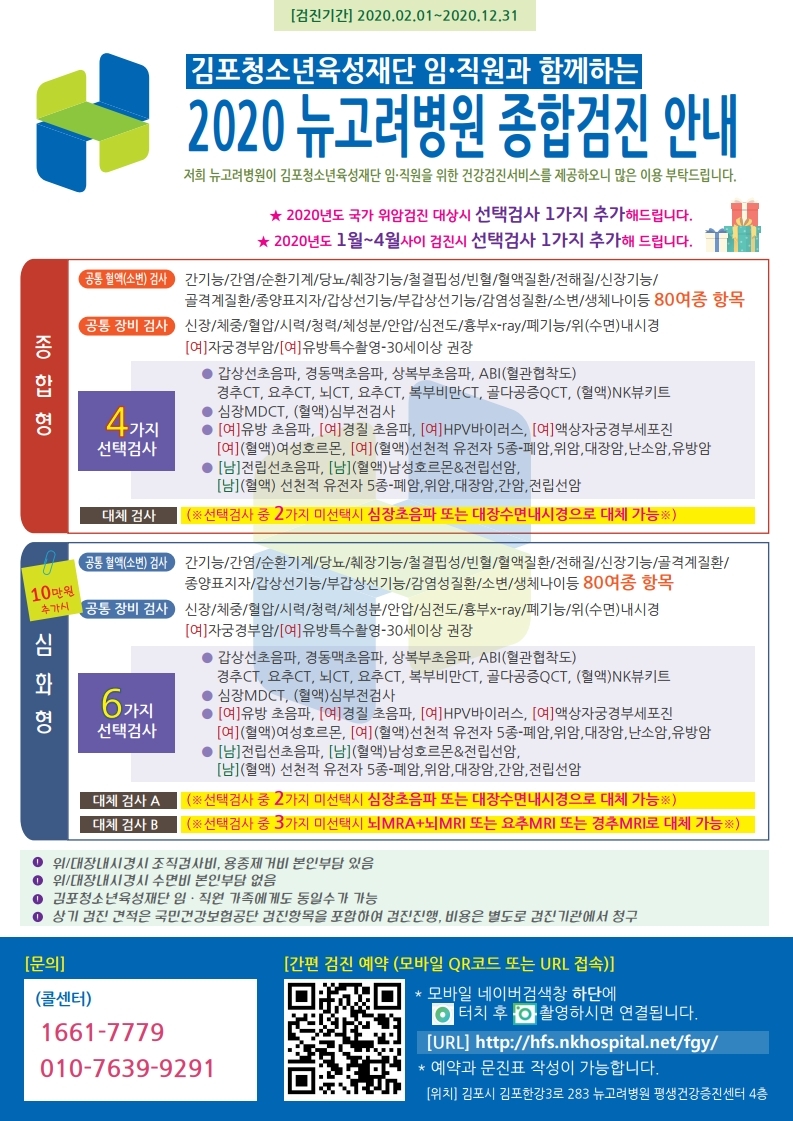 [검진기간] 2020.02.01~2020.12.31
김포청소년육성재단 임·직원과 함께하는
2020 뉴고려병원 종합검진 안내
저희 뉴고려병원이 김포청소년육성재단 임·직원을 위한 건강검진서비스를 제공하오니 많은 이용 부탁드립니다.
★ 2020년도 국가 위암검진 대상시 선택검사 1가지 추가해드립니다.
★ 2020년도 1월~4월사이 검진시 선택검사 1가지 추가해 드립니다.
종합형
공통 혈액(소변) 검사 간기능/간염/순환기계/당뇨/췌장기능/철결핍성/빈혈/혈액질환/전해질/신장기능/
골격계질환/종양표지자/갑상선기능/부갑상선기능/감염성질환/소변/생체나이등 80여종 항목
공통 장비 검사 신장/체중/혈압/시력/청력/체성분/안압/심전도/흉부x-ray/폐기능/위(수면)내시경
[여]자궁경부암/[여]유방특수촬영-30세이상 권장
4가지
선택검사
● 갑상선초음파, 경동맥초음파, 상복부초음파, ABI(혈관협착도)
경추CT, 요추CT, 뇌CT, 요추CT, 복부비만CT, 골다공증QCT, (혈액)NK뷰키트
● 심장MDCT, (혈액)심부전검사
● [여]유방 초음파, [여]경질 초음파, [여]HPV바이러스, [여]액상자궁경부세포진
[여](혈액)여성호르몬, [여](혈액)선천적 유전자 5종-폐암,위암,대장암,난소암,유방암
● [남]전립선초음파, [남](혈액)남성호르몬&전립선암,
[남](혈액) 선천적 유전자 5종-폐암,위암,대장암,간암,전립선암
대체 검사 (※선택검사 중 2가지 미선택시 심장초음파 또는 대장수면내시경으로 대체 가능※)
10만원
추가시
심화형
공통 혈액(소변) 검사 간기능/간염/순환기계/당뇨/췌장기능/철결핍성/빈혈/혈액질환/전해질/신장기능/골격계질환/
종양표지자/갑상선기능/부갑상선기능/감염성질환/소변/생체나이등 80여종 항목
공통 장비 검사 신장/체중/혈압/시력/청력/체성분/안압/심전도/흉부x-ray/폐기능/위(수면)내시경
[여]자궁경부암/[여]유방특수촬영-30세이상 권장
6가지
선택검사
● 갑상선초음파, 경동맥초음파, 상복부초음파, ABI(혈관협착도)
경추CT, 요추CT, 뇌CT, 요추CT, 복부비만CT, 골다공증QCT, (혈액)NK뷰키트
● 심장MDCT, (혈액)심부전검사
● [여]유방 초음파, [여]경질 초음파, [여]HPV바이러스, [여]액상자궁경부세포진
[여](혈액)여성호르몬, [여](혈액)선천적 유전자 5종-폐암,위암,대장암,난소암,유방암
● [남]전립선초음파, [남](혈액)남성호르몬&전립선암,
[남](혈액) 선천적 유전자 5종-폐암,위암,대장암,간암,전립선암
대체 검사 A (※선택검사 중 2가지 미선택시 심장초음파 또는 대장수면내시경으로 대체 가능※)
대체 검사 B (※선택검사 중 3가지 미선택시 뇌MRA+뇌MRI 또는 요추MRI 또는 경추MRI로 대체 가능※)
위/대장내시경시 조직검사비, 용종제거비 본인부담 있음
위/대장내시경시 수면비 본인부담 없음
김포청소년육성재단 임·직원 가족에게도 동일수가 가능
상기 검진 견적은 국민건강보험공단 검진항목을 포함하여 검진진행, 비용은 별도로 검진기관에서 청구
[문의]
(콜센터)
1661-7779
010-7639-9291
[간편 검진 예약 (모바일 QR코드 또는 URL 접속)]
* 모바일 네이버검색창 하단에
터치 후 촬영하시면 연결됩니다.
[URL] http://hfs.nkhospital.net/fgy/
* 예약과 문진표 작성이 가능합니다.
[위치] 김포시 김포한강3로 283 뉴고려병원 평생건강증진센터 4층